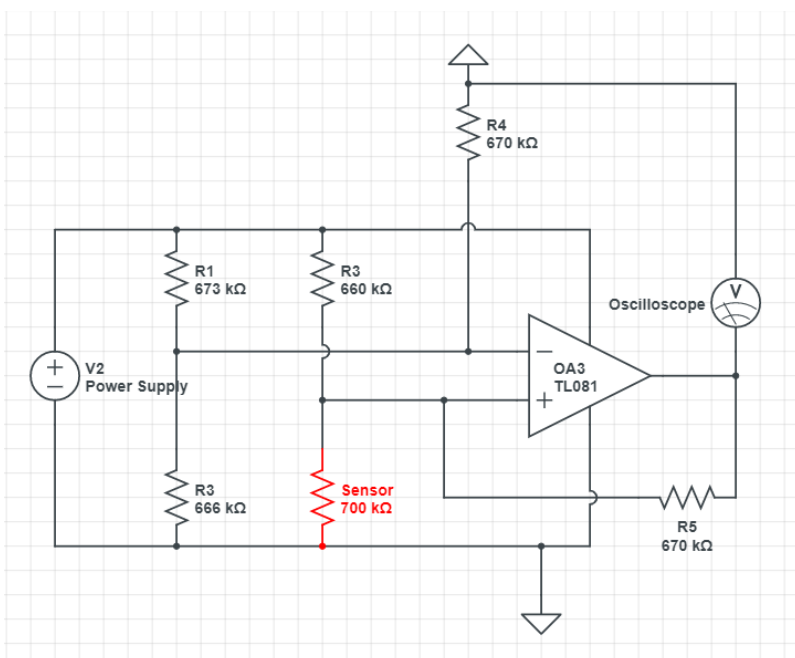 R4
670 kΩ
R1
673 kΩ
R3
660 kΩ
V
Oscilloscope
V2
Power Supply
+
−
−
+
OA3
TL081
R3
666 kΩ
Sensor
700 kΩ
R5
670 kΩ